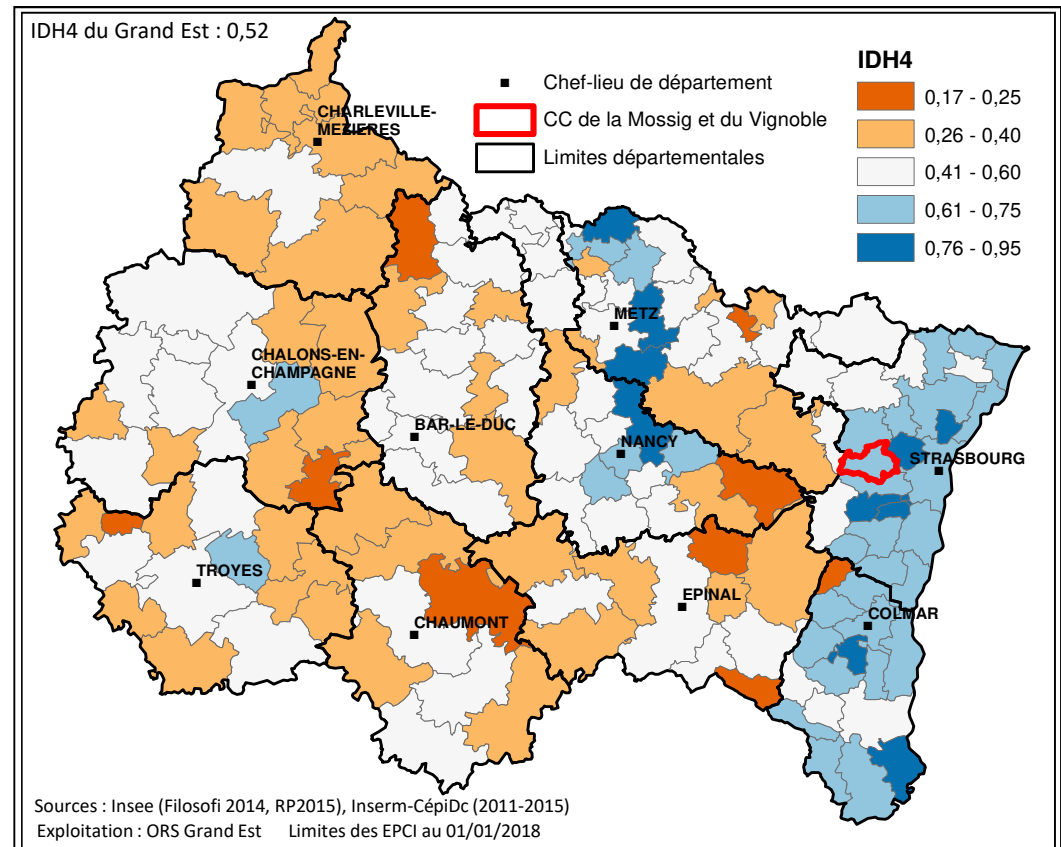 IDH4 du Grand Est : 0,52
IDH4
Chef-lieu de département
CC de la Mossig et du Vignoble
Limites départementales
0,17 - 0,25
0,26 - 0,40
0,41 - 0,60
0,61 - 0,75
0,76 - 0,95
CHARLEVILLE-
MEZIERES
METZ
CHALONS-EN-
CHAMPAGNE
BAR-LE-DUC
NANCY
STRASBOURG
TROYES
EPINAL
COLMAR
CHAUMONT
Sources : Insee (Filosofi 2014, RP2015), Inserm-CépiDc (2011-2015)
Exploitation : ORS Grand Est Limites des EPCI au 01/01/2018